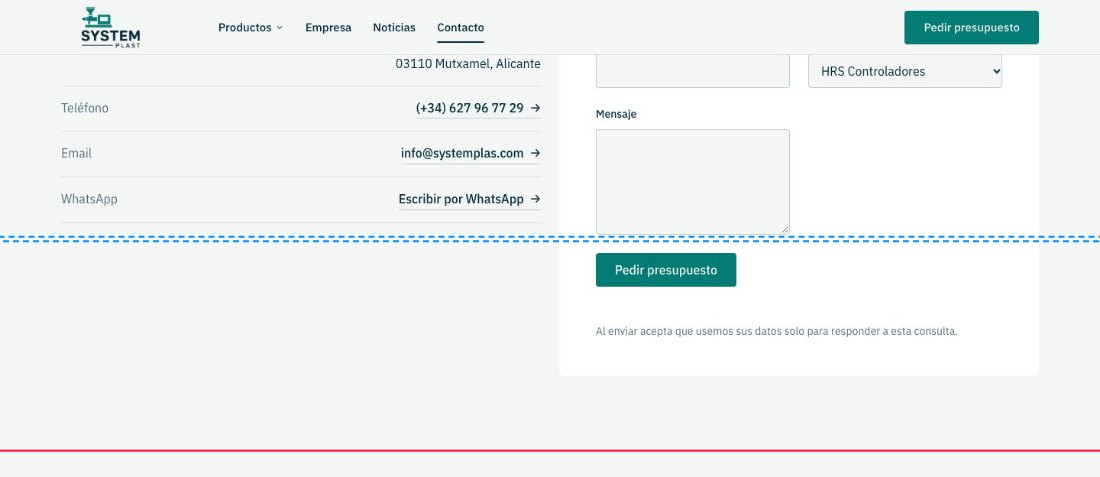 SYSTEM
PLAST
Productos
Empresa
Noticias
Contacto
Pedir presupuesto
03110 Mutxamel, Alicante
Teléfono
(+34) 627 96 77 29 →
Email
info@systemplas.com →
WhatsApp
Escribir por WhatsApp →
HRS Controladores
Mensaje
Pedir presupuesto
Al enviar acepta que usemos sus datos solo para responder a esta consulta.